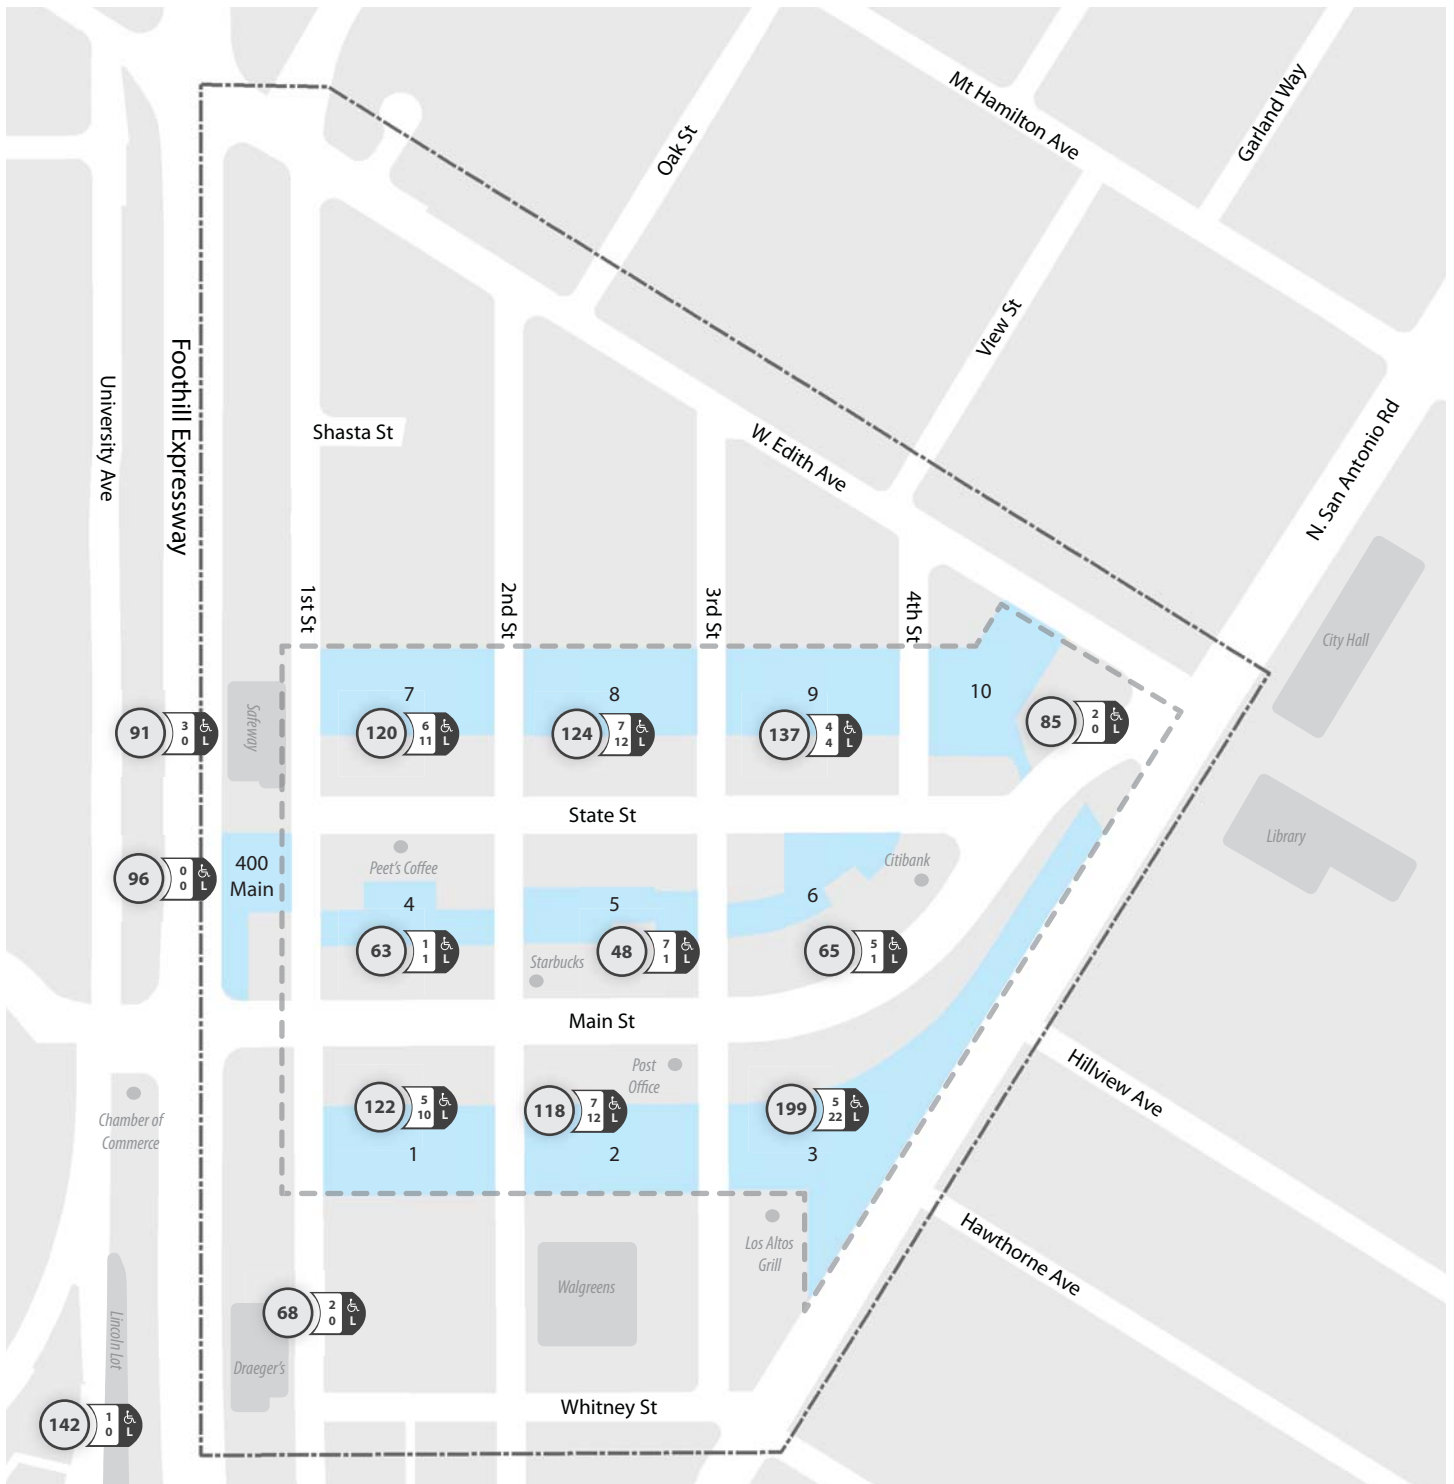 Mt Hamilton Ave
Garland Way
Oak St
View St
Foothill Expressway
University Ave
Shasta St
W. Edith Ave
N. San Antonio Rd
1st St
2nd St
3rd St
4th St
City Hall
Safeway
7
8
9
10
91
3
0
L
120
6
11
L
124
7
12
L
137
4
4
L
85
2
0
L
State St
Library
400
Main
96
0
0
L
Peet's Coffee
4
63
1
1
L
5
Starbucks
48
7
1
L
Citibank
6
65
5
1
L
Main St
Hillview Ave
Chamber of
Commerce
122
5
10
L
1
Post
Office
118
7
12
L
2
199
5
22
L
3
Hawthorne Ave
Los Altos
Grill
Walgreens
68
2
0
L
Draeger's
Lincoln Lot
142
1
0
L
Whitney St